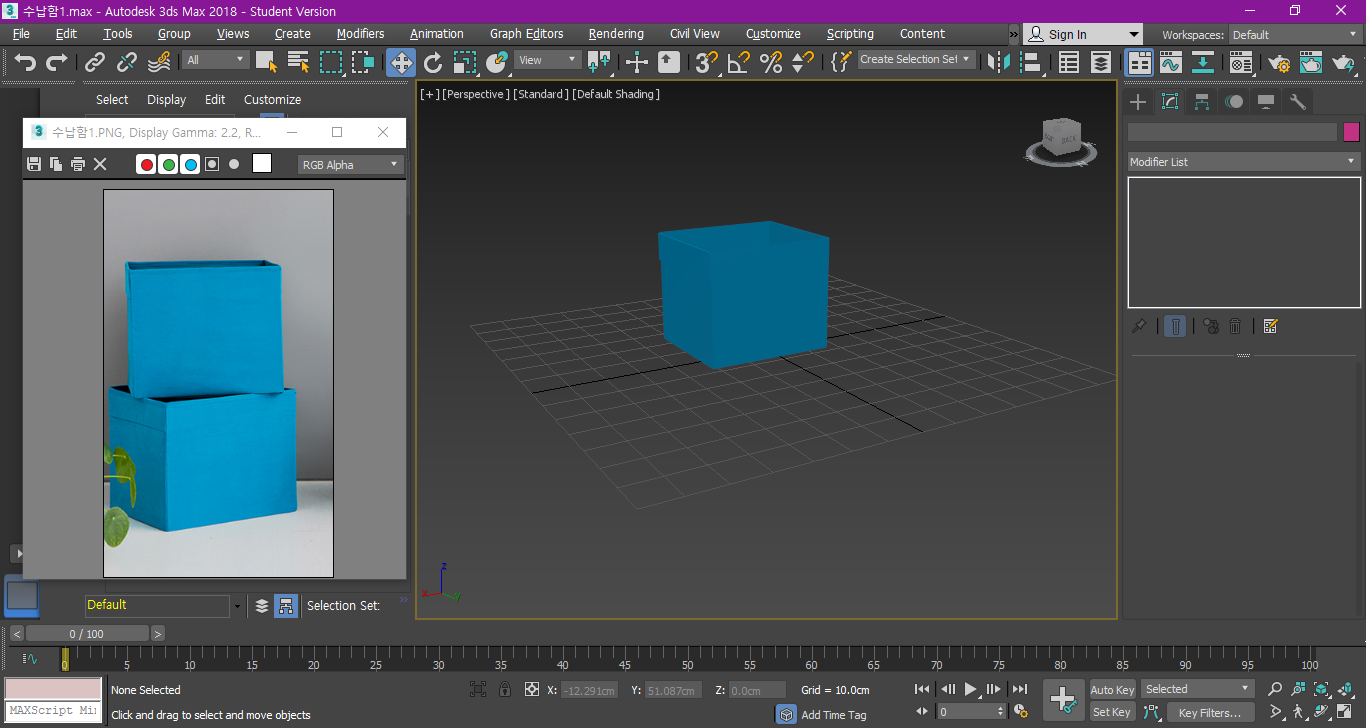 수납함1.max - Autodesk 3ds Max 2018 - Student Version
File Edit Tools Group Views Create Modifiers Animation Graph Editors Rendering Civil View Customize Scripting Content » Sign In Workspaces: Default
All View Create Selection Set
Select Display Edit Customize
[+] [Perspective] [Standard] [Default Shading]
수납함1.PNG, Display Gamma: 2.2, R...
RGB Alpha
Modifier List
BACK
z
x
y
Default Selection Set: »
< 0 / 100 >
0 5 10 15 20 25 30 35 40 45 50 55 60 65 70 75 80 85 90 95 100
None Selected X: -12.291cm Y: 51.087cm Z: 0.0cm Grid = 10.0cm Auto Key Selected
MAXScript Mi
Click and drag to select and move objects Add Time Tag 0 Set Key Key Filters...